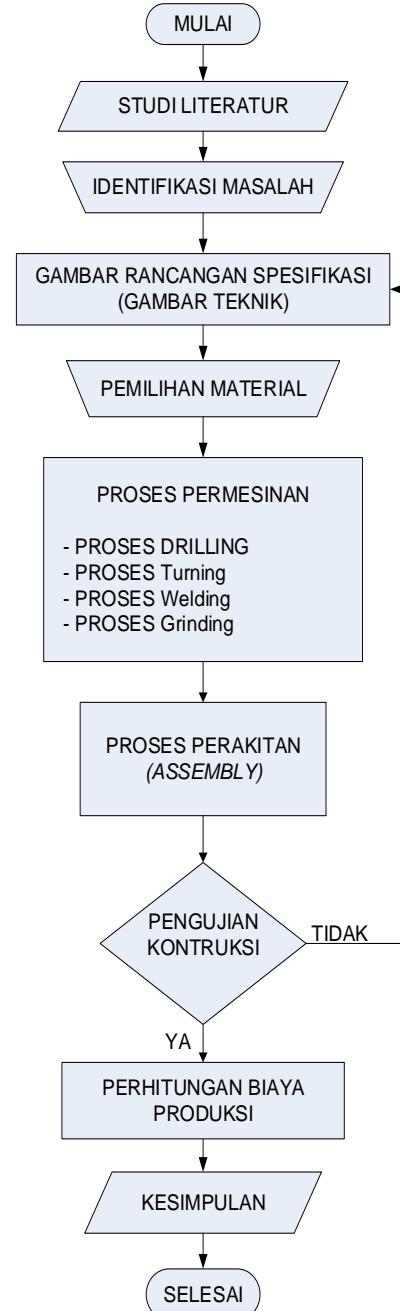 MULAI
STUDI LITERATUR
IDENTIFIKASI MASALAH
GAMBAR RANCANGAN SPESIFIKASI
(GAMBAR TEKNIK)
PEMILIHAN MATERIAL
PROSES PERMESINAN
- PROSES DRILLING
- PROSES Turning
- PROSES Welding
- PROSES Grinding
PROSES PERAKITAN
(ASSEMBLY)
PENGUJIAN
KONTRUKSI
TIDAK
YA
PERHITUNGAN BIAYA
PRODUKSI
KESIMPULAN
SELESAI